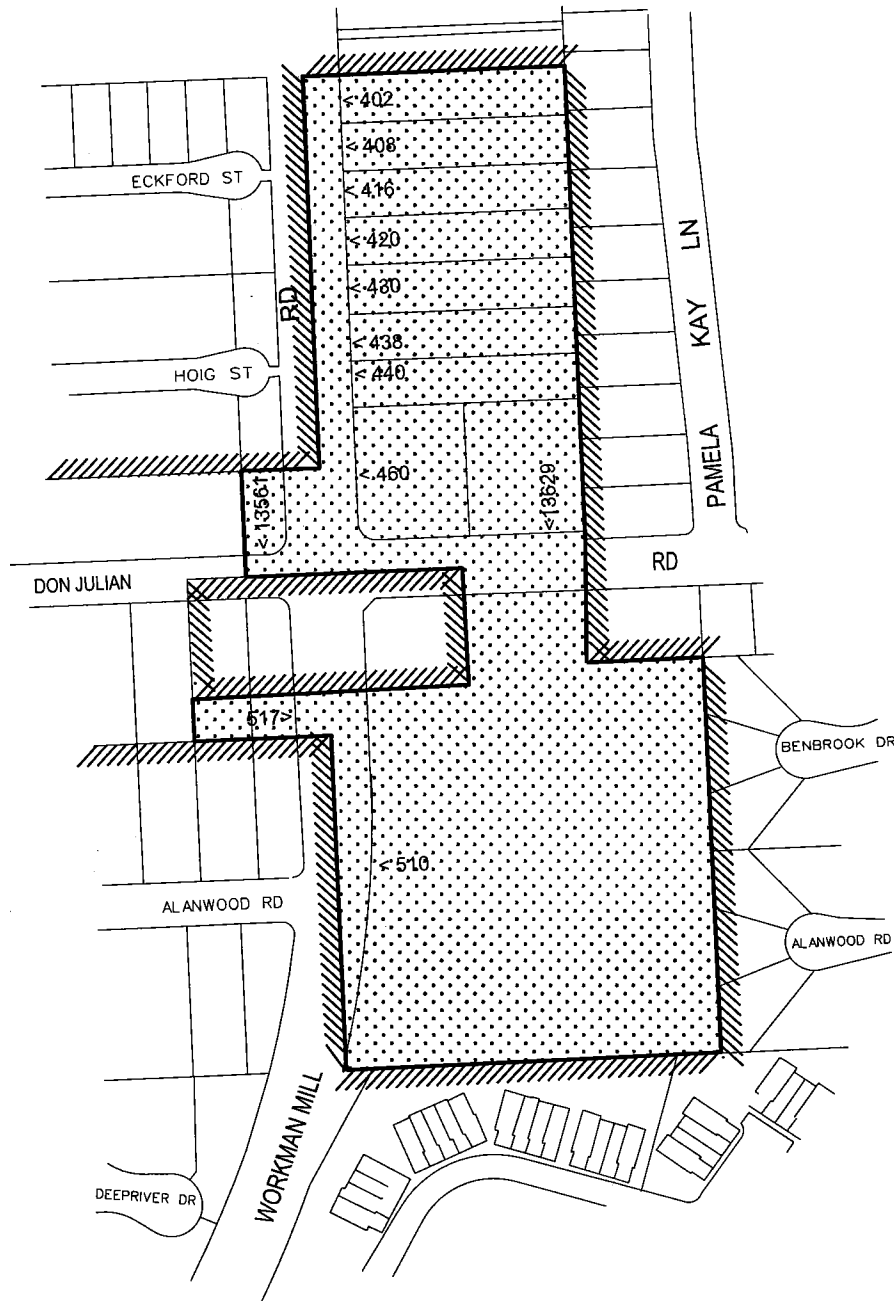 < 402
< 408
ECKFORD ST
< 416
< 420
LN
< 430
RD
KAY
< 438
HOIG ST
< 440
PAMELA
< 460
< 13561
< 13629
DON JULIAN
RD
517>
BENBROOK DR
< 510
ALANWOOD RD
ALANWOOD RD
WORKMAN MILL
DEEPRIVER DR